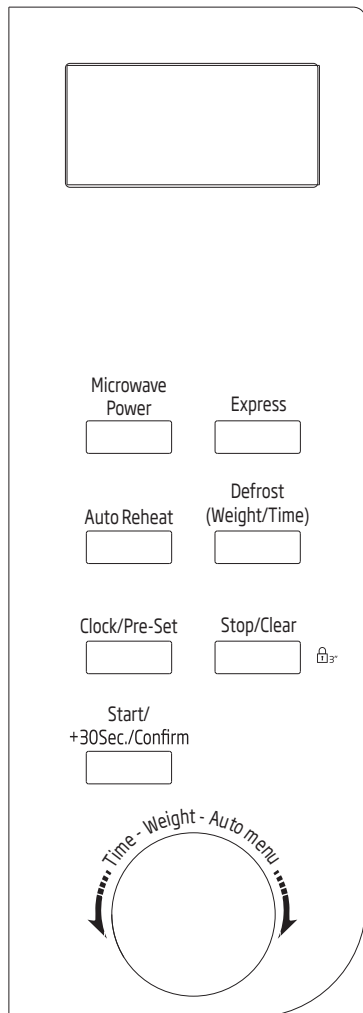 Microwave
Power
Express
Auto Reheat
Defrost
(Weight/Time)
Clock/Pre-Set
Stop/Clear
3"
Start/
+30Sec./Confirm
Time - Weight - Auto menu